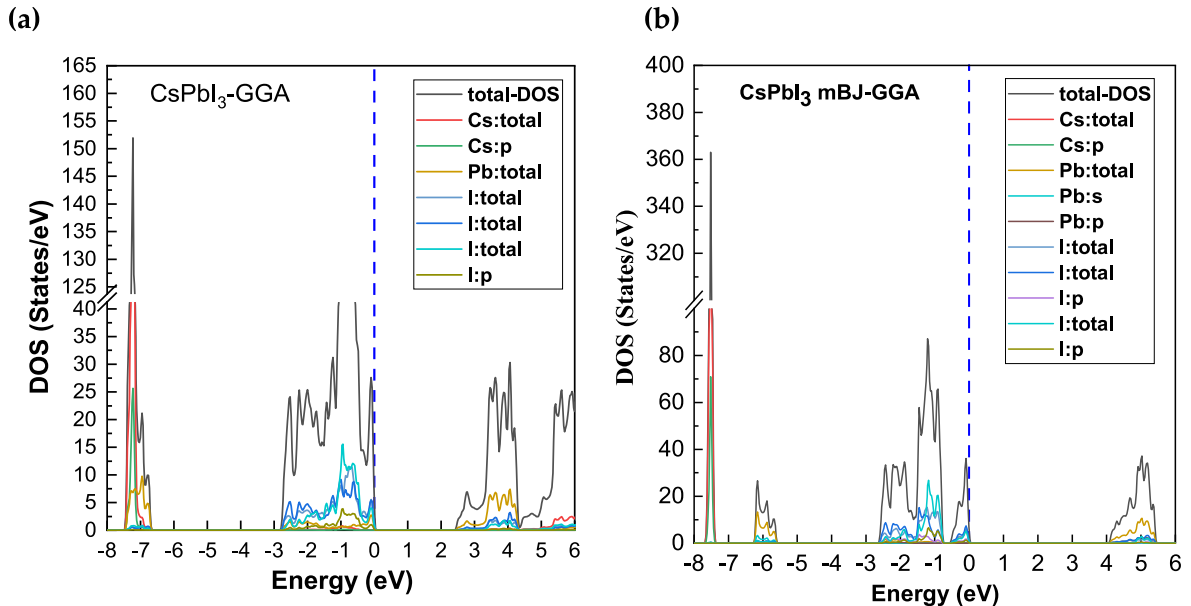 (a)
165
160
155
150
145
140
135
130
125
40
35
30
25
20
15
10
5
0
DOS (States/eV)
CsPbI₃-GGA
total-DOS
Cs:total
Cs:p
Pb:total
I:total
I:total
I:total
I:p
-8 -7 -6 -5 -4 -3 -2 -1 0 1 2 3 4 5 6
Energy (eV)
(b)
400
380
360
340
320
80
60
40
20
0
DOS (States/eV)
CsPbI₃ mBJ-GGA
total-DOS
Cs:total
Cs:p
Pb:total
Pb:s
Pb:p
I:total
I:total
I:p
I:total
I:p
-8 -7 -6 -5 -4 -3 -2 -1 0 1 2 3 4 5 6
Energy (eV)